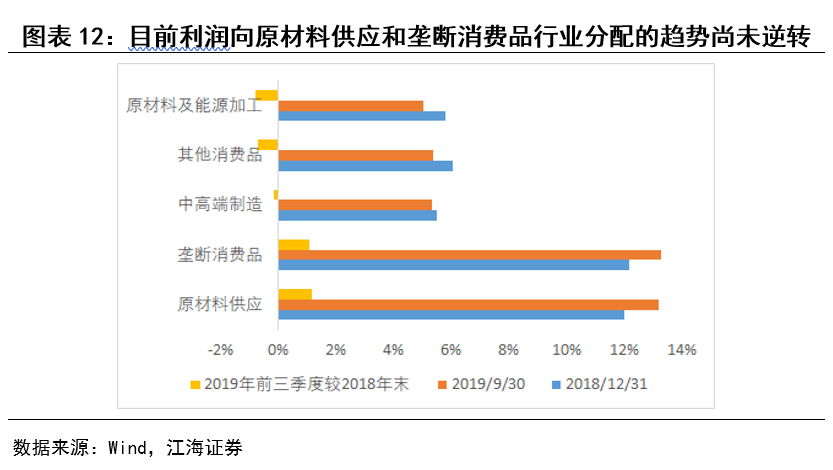 图表 12：目前利润向原材料供应和垄断消费品行业分配的趋势尚未逆转
原材料及能源加工
其他消费品
中高端制造
垄断消费品
原材料供应
-2% 0% 2% 4% 6% 8% 10% 12% 14%
2019年前三季度较2018年末 2019/9/30 2018/12/31
数据来源：Wind，江海证券